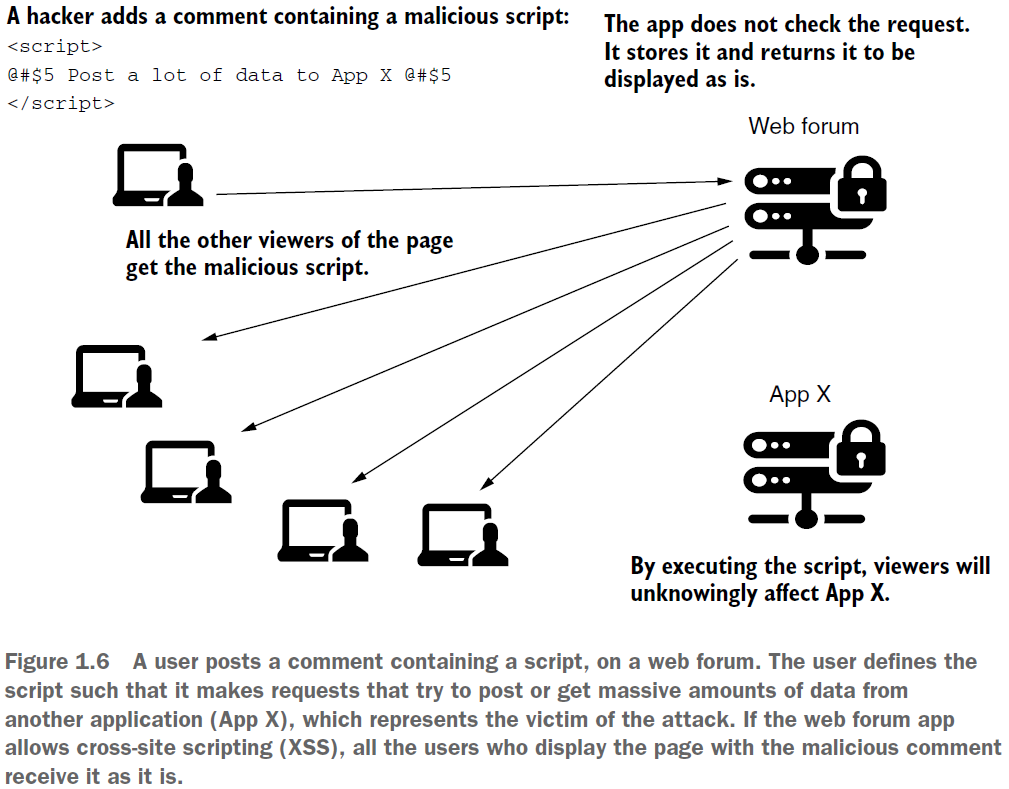 A hacker adds a comment containing a malicious script:
<script>
@#$5 Post a lot of data to App X @#$5
</script>
The app does not check the request.
It stores it and returns it to be
displayed as is.
Web forum
All the other viewers of the page
get the malicious script.
App X
By executing the script, viewers will
unknowingly affect App X.
Figure 1.6 A user posts a comment containing a script, on a web forum. The user defines the
script such that it makes requests that try to post or get massive amounts of data from
another application (App X), which represents the victim of the attack. If the web forum app
allows cross-site scripting (XSS), all the users who display the page with the malicious comment
receive it as it is.